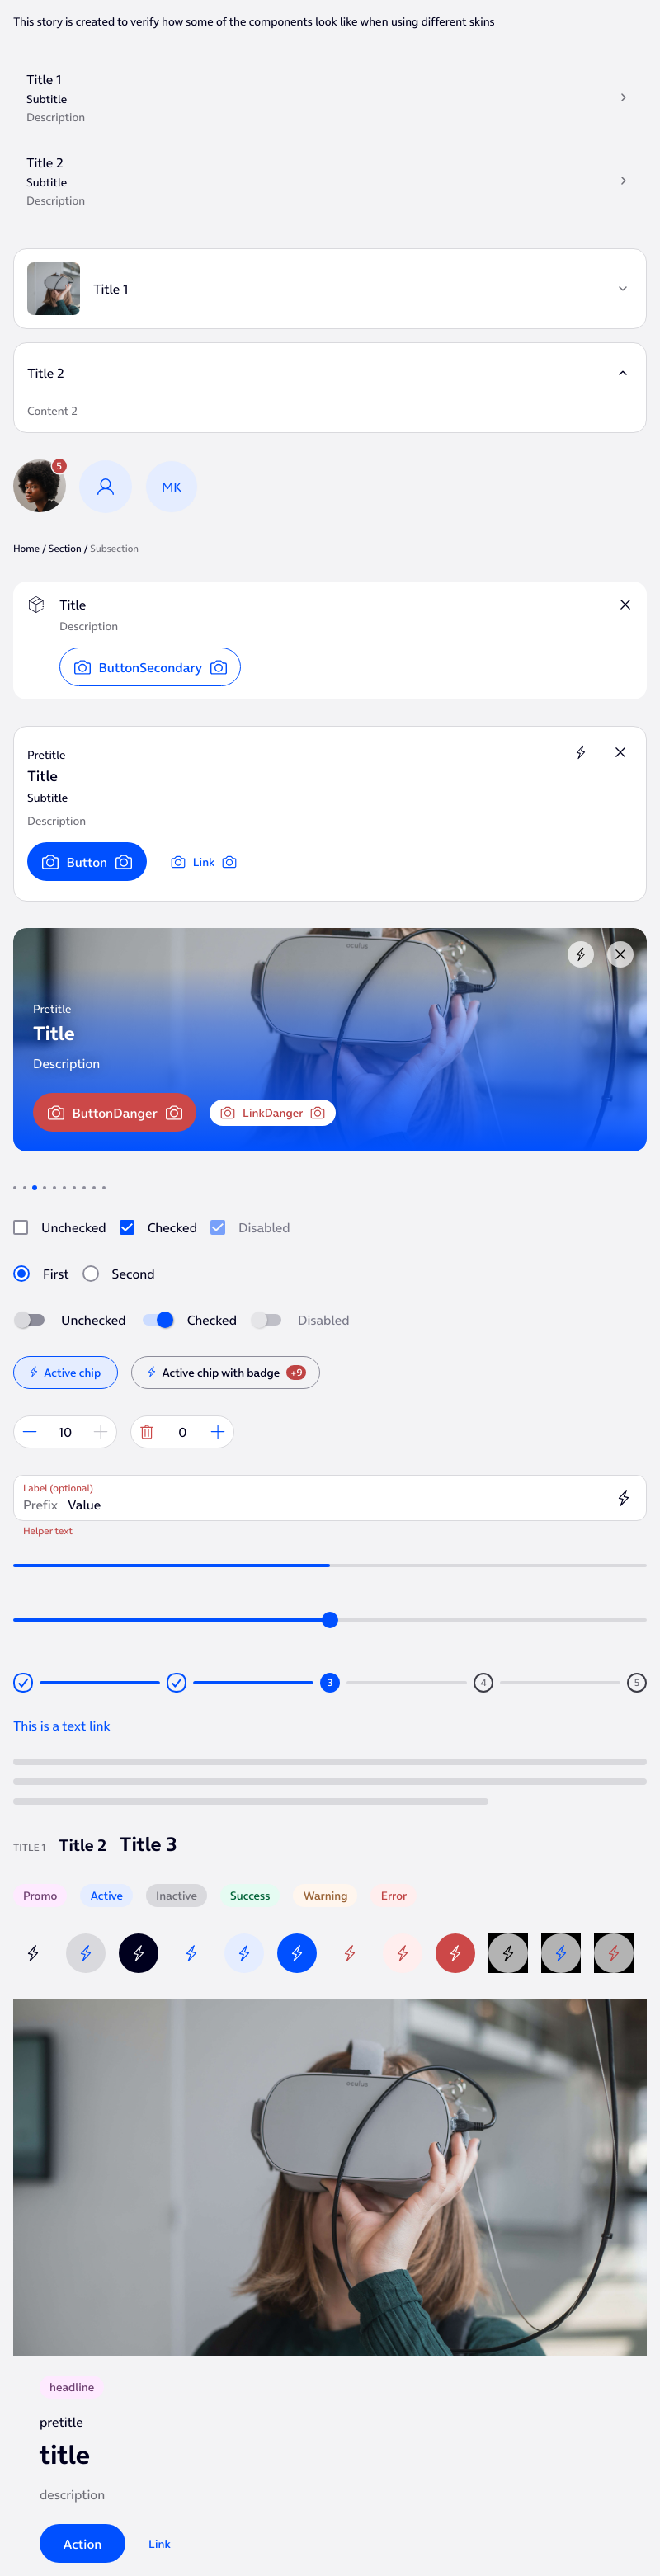 This story is created to verify how some of the components look like when using different skins
Title 1
Subtitle
Description
Title 2
Subtitle
Description
Title 1
Title 2
Content 2
5
MK
Home / Section / Subsection
Title
Description
ButtonSecondary
Pretitle
Title
Subtitle
Description
Button Link
oculus
Pretitle
Title
Description
ButtonDanger LinkDanger
Unchecked Checked Disabled
First Second
Unchecked Checked Disabled
Active chip Active chip with badge +9
10 0
Label (optional)
Prefix Value
Helper text
3 4 5
This is a text link
TITLE 1 Title 2 Title 3
Promo Active Inactive Success Warning Error
oculus
headline
pretitle
title
description
Action Link